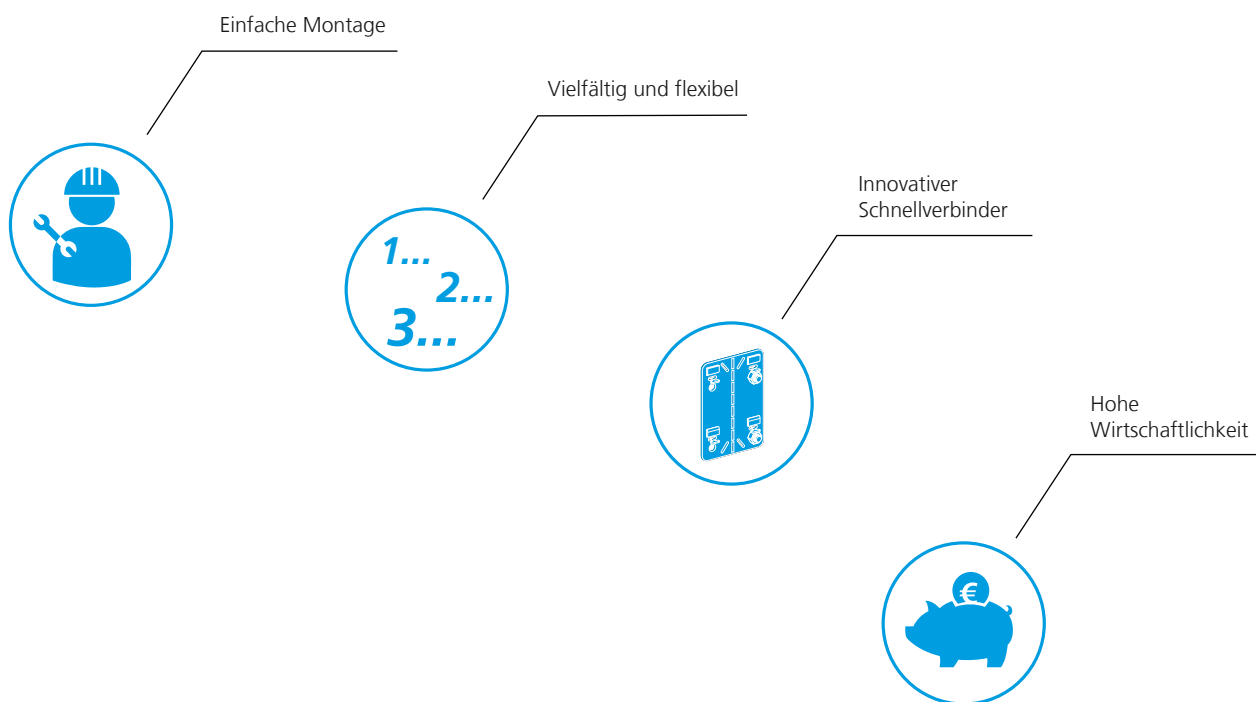 Einfache Montage
Vielfältig und flexibel
1...
2...
3...
Innovativer
Schnellverbinder
Hohe
Wirtschaftlichkeit
€